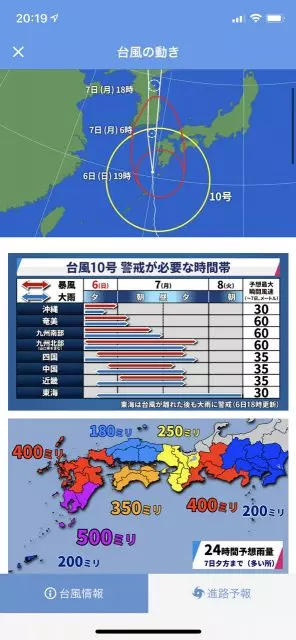 20:19
台風の動き
7日(月)18時
7日(月)6時
6日(日)19時
10号
台風10号 警戒が必要な時間帯
暴風
大雨
6(日)
7(月)
8(火)
予想最大
瞬間風速
(~7日、メートル)
夕 朝 昼 夕 朝
沖縄 30
奄美 60
九州南部 60
九州北部 60
(山口県を含む)
四国 35
中国 35
近畿 35
東海 30
東海は台風が離れた後も大雨に警戒(6日18時更新)
180ミリ
250ミリ
400ミリ
350ミリ
400ミリ
200ミリ
500ミリ
200ミリ
24時間予想雨量
7日夕方まで(多い所)
台風情報
進路予報